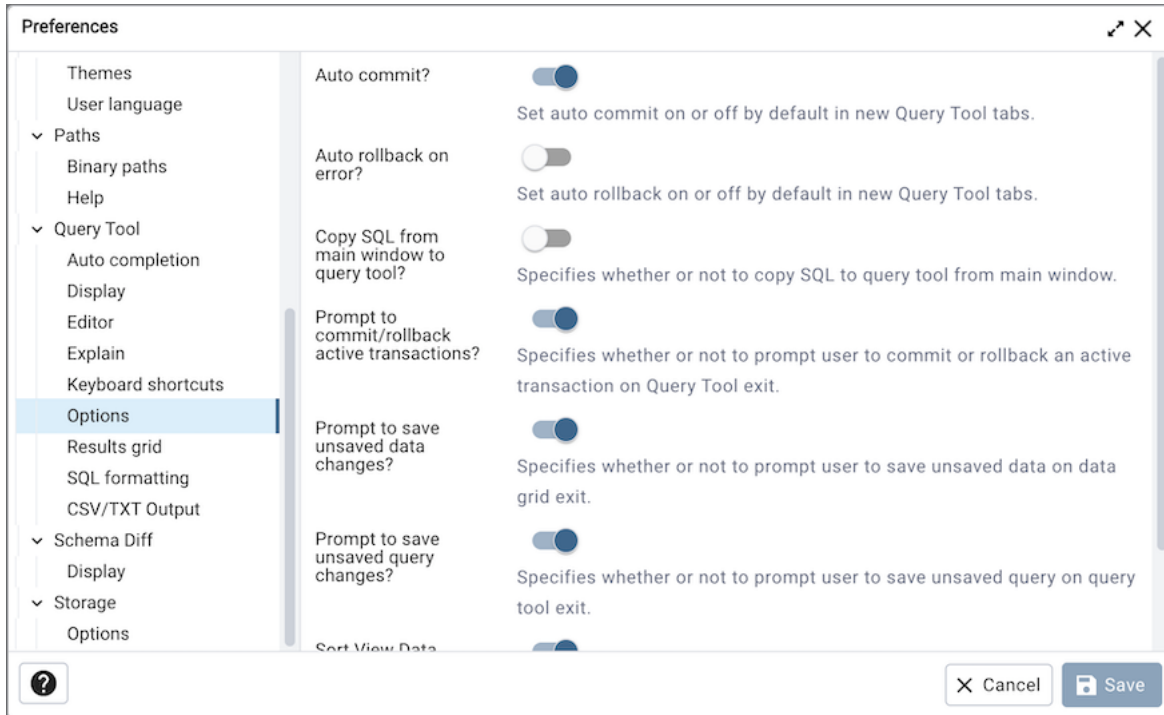 Preferences
Themes
User language
Paths
Binary paths
Help
Query Tool
Auto completion
Display
Editor
Explain
Keyboard shortcuts
Options
Results grid
SQL formatting
CSV/TXT Output
Schema Diff
Display
Storage
Options
Auto commit?
Set auto commit on or off by default in new Query Tool tabs.
Auto rollback on
error?
Set auto rollback on or off by default in new Query Tool tabs.
Copy SQL from
main window to
query tool?
Specifies whether or not to copy SQL to query tool from main window.
Prompt to
commit/rollback
active transactions?
Specifies whether or not to prompt user to commit or rollback an active
transaction on Query Tool exit.
Prompt to save
unsaved data
changes?
Specifies whether or not to prompt user to save unsaved data on data
grid exit.
Prompt to save
unsaved query
changes?
Specifies whether or not to prompt user to save unsaved query on query
tool exit.
Sort View Data
?
Cancel
Save